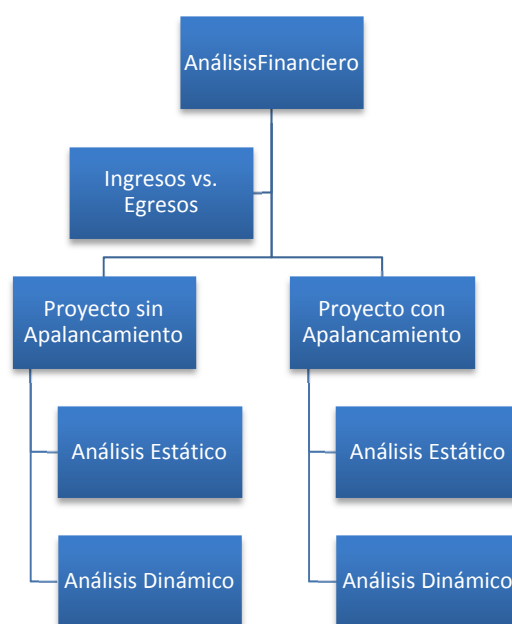 AnálisisFinanciero
Ingresos vs.
Egresos
Proyecto sin
Apalancamiento
Proyecto con
Apalancamiento
Análisis Estático
Análisis Estático
Análisis Dinámico
Análisis Dinámico